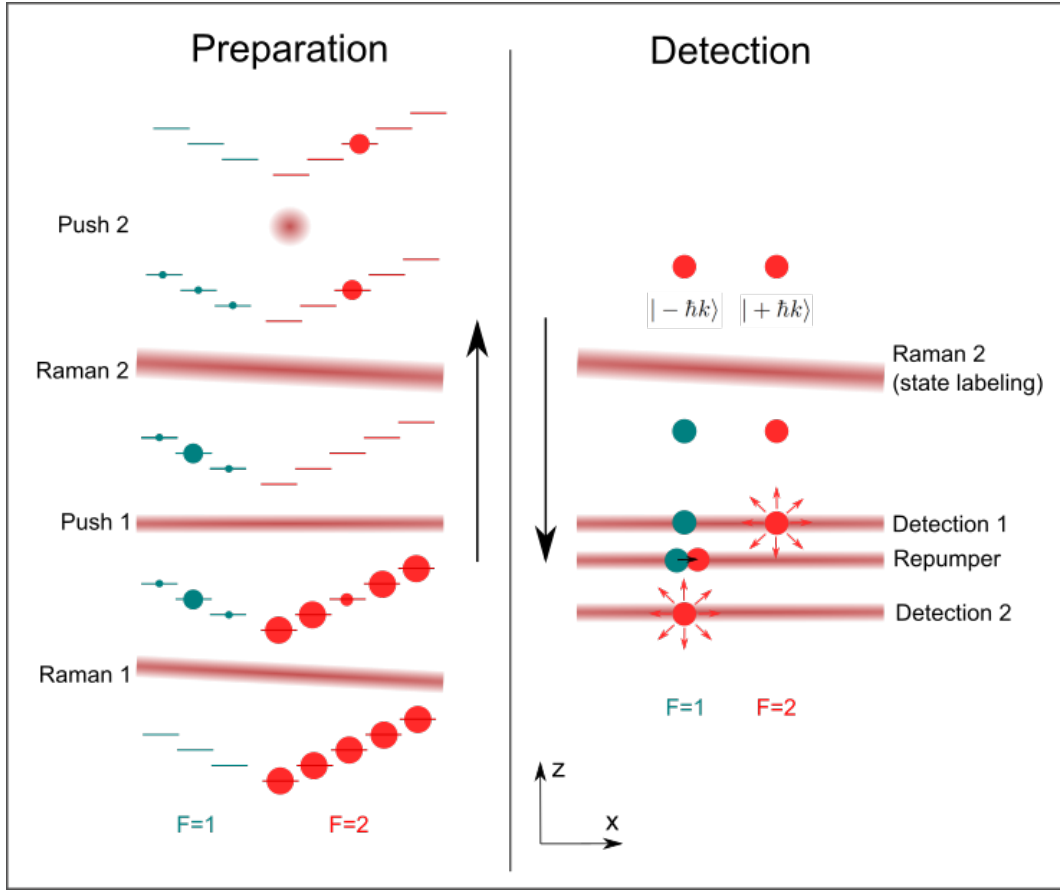 Preparation
Push 2
Raman 2
Push 1
Raman 1
F=1 F=2
Detection
|−ℏk⟩ |+ℏk⟩
Raman 2
(state labeling)
Detection 1
Repumper
Detection 2
F=1 F=2
z
x